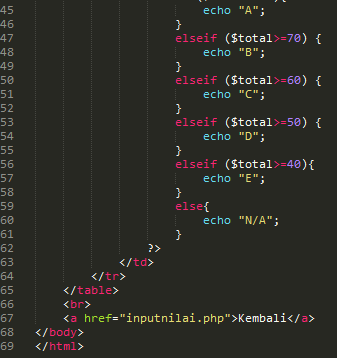 45 echo "A";
46 }
47 elseif ($total>=70) {
48 echo "B";
49 }
50 elseif ($total>=60) {
51 echo "C";
52 }
53 elseif ($total>=50) {
54 echo "D";
55 }
56 elseif ($total>=40){
57 echo "E";
58 }
59 else{
60 echo "N/A";
61 }
62 ?>
63 </td>
64 </tr>
65 </table>
66 <br>
67 <a href="inputnilai.php">Kembali</a>
68 </body>
69 </html>